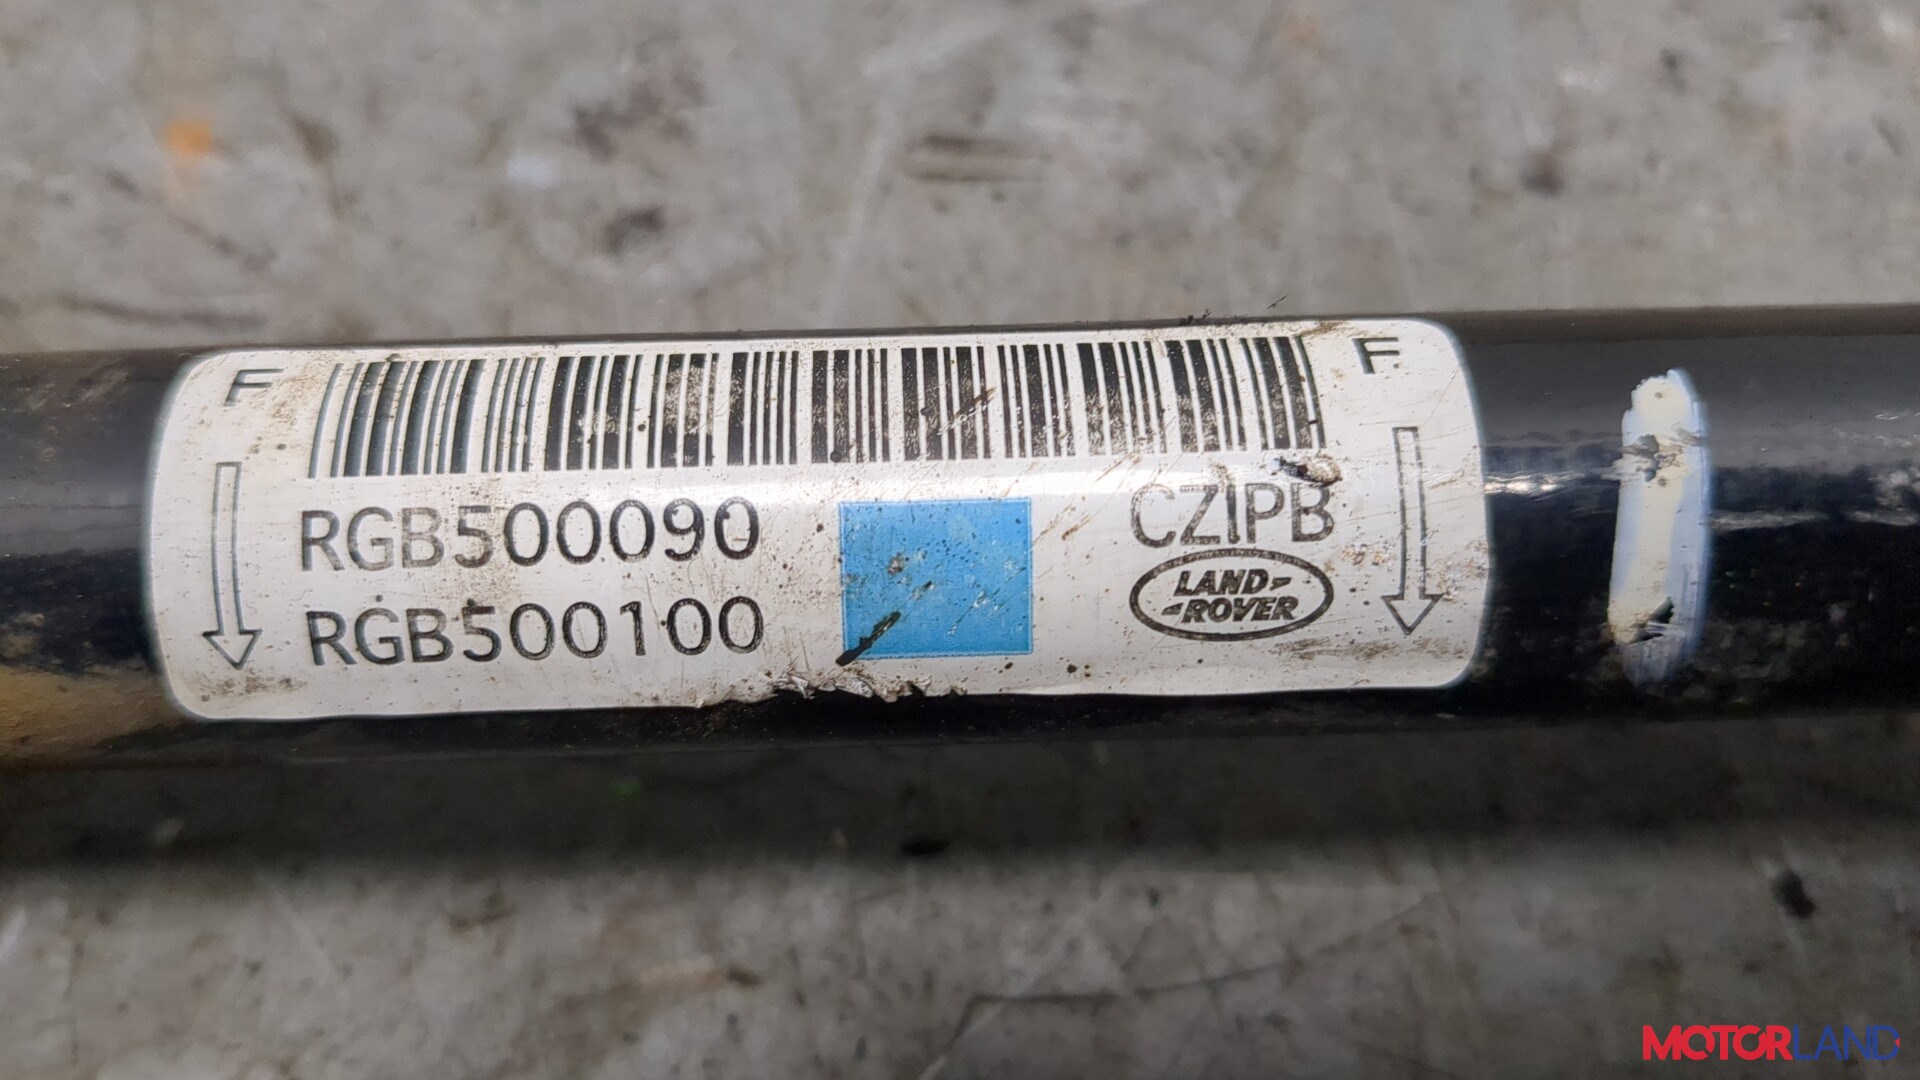 F
F
RGB500090
CZIPB
RGB500100
LAND-
-ROVER
MOTORLAND